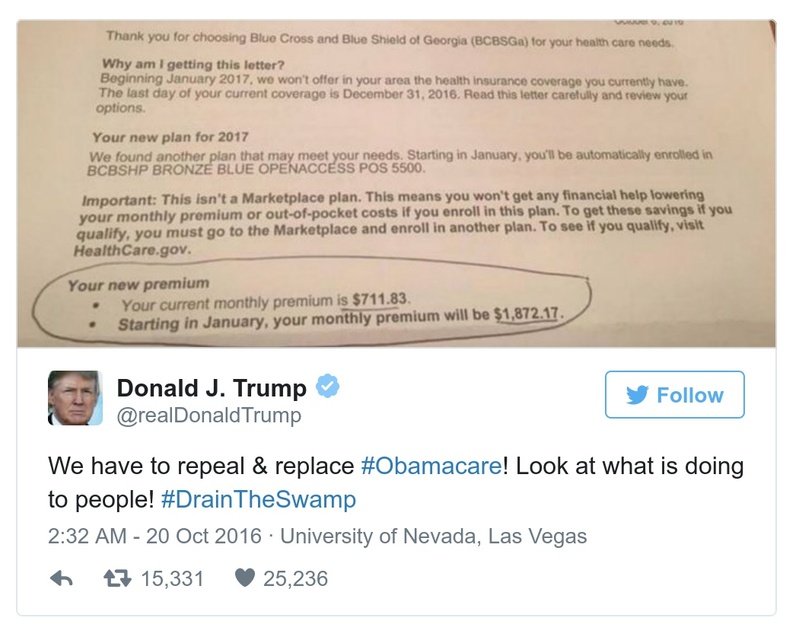 Thank you for choosing Blue Cross and Blue Shield of Georgia (BCBSGa) for your health care needs.
Why am I getting this letter?
Beginning January 2017, we won't offer in your area the health insurance coverage you currently have.
The last day of your current coverage is December 31, 2016. Read this letter carefully and review your
options.
Your new plan for 2017
We found another plan that may meet your needs. Starting in January, you'll be automatically enrolled in
BCBSHP BRONZE BLUE OPENACCESS POS 5500.
Important: This isn't a Marketplace plan. This means you won't get any financial help lowering
your monthly premium or out-of-pocket costs if you enroll in this plan. To get these savings if you
qualify, you must go to the Marketplace and enroll in another plan. To see if you qualify, visit
HealthCare.gov.
Your new premium
• Your current monthly premium is $711.83.
• Starting in January, your monthly premium will be $1,872.17.
Donald J. Trump
@realDonaldTrump
Follow
We have to repeal & replace #Obamacare! Look at what is doing
to people! #DrainTheSwamp
2:32 AM - 20 Oct 2016 · University of Nevada, Las Vegas
15,331 25,236